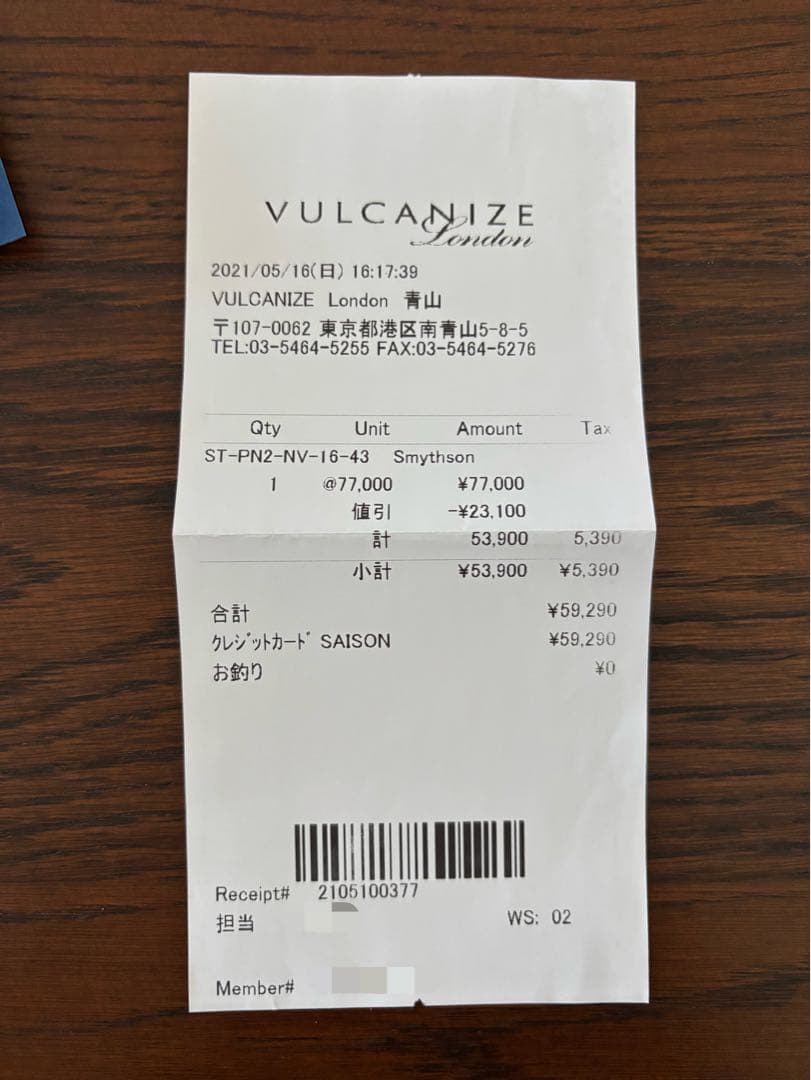 VULCANIZE
London
2021/05/16(日) 16:17:39
VULCANIZE London 青山
〒107-0062 東京都港区南青山5-8-5
TEL:03-5464-5255 FAX:03-5464-5276
Qty Unit Amount Tax
ST-PN2-NV-16-43 Smythson
1 @77,000 ¥77,000
値引 -¥23,100
計 53,900 5,390
小計 ¥53,900 ¥5,390
合計 ¥59,290
ｸﾚｼﾞｯﾄｶｰﾄﾞ SAISON ¥59,290
お釣り ¥0
Receipt# 2105100377
担当 WS: 02
Member#